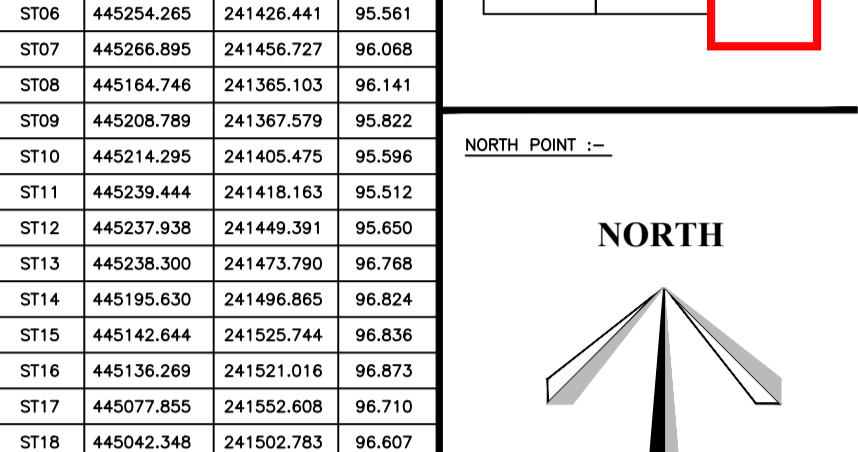 ST06 445254.265 241426.441 95.561
ST07 445266.895 241456.727 96.068
ST08 445164.746 241365.103 96.141
ST09 445208.789 241367.579 95.822
ST10 445214.295 241405.475 95.596
ST11 445239.444 241418.163 95.512
ST12 445237.938 241449.391 95.650
ST13 445238.300 241473.790 96.768
ST14 445195.630 241496.865 96.824
ST15 445142.644 241525.744 96.836
ST16 445136.269 241521.016 96.873
ST17 445077.855 241552.608 96.710
ST18 445042.348 241502.783 96.607
NORTH POINT :-
NORTH